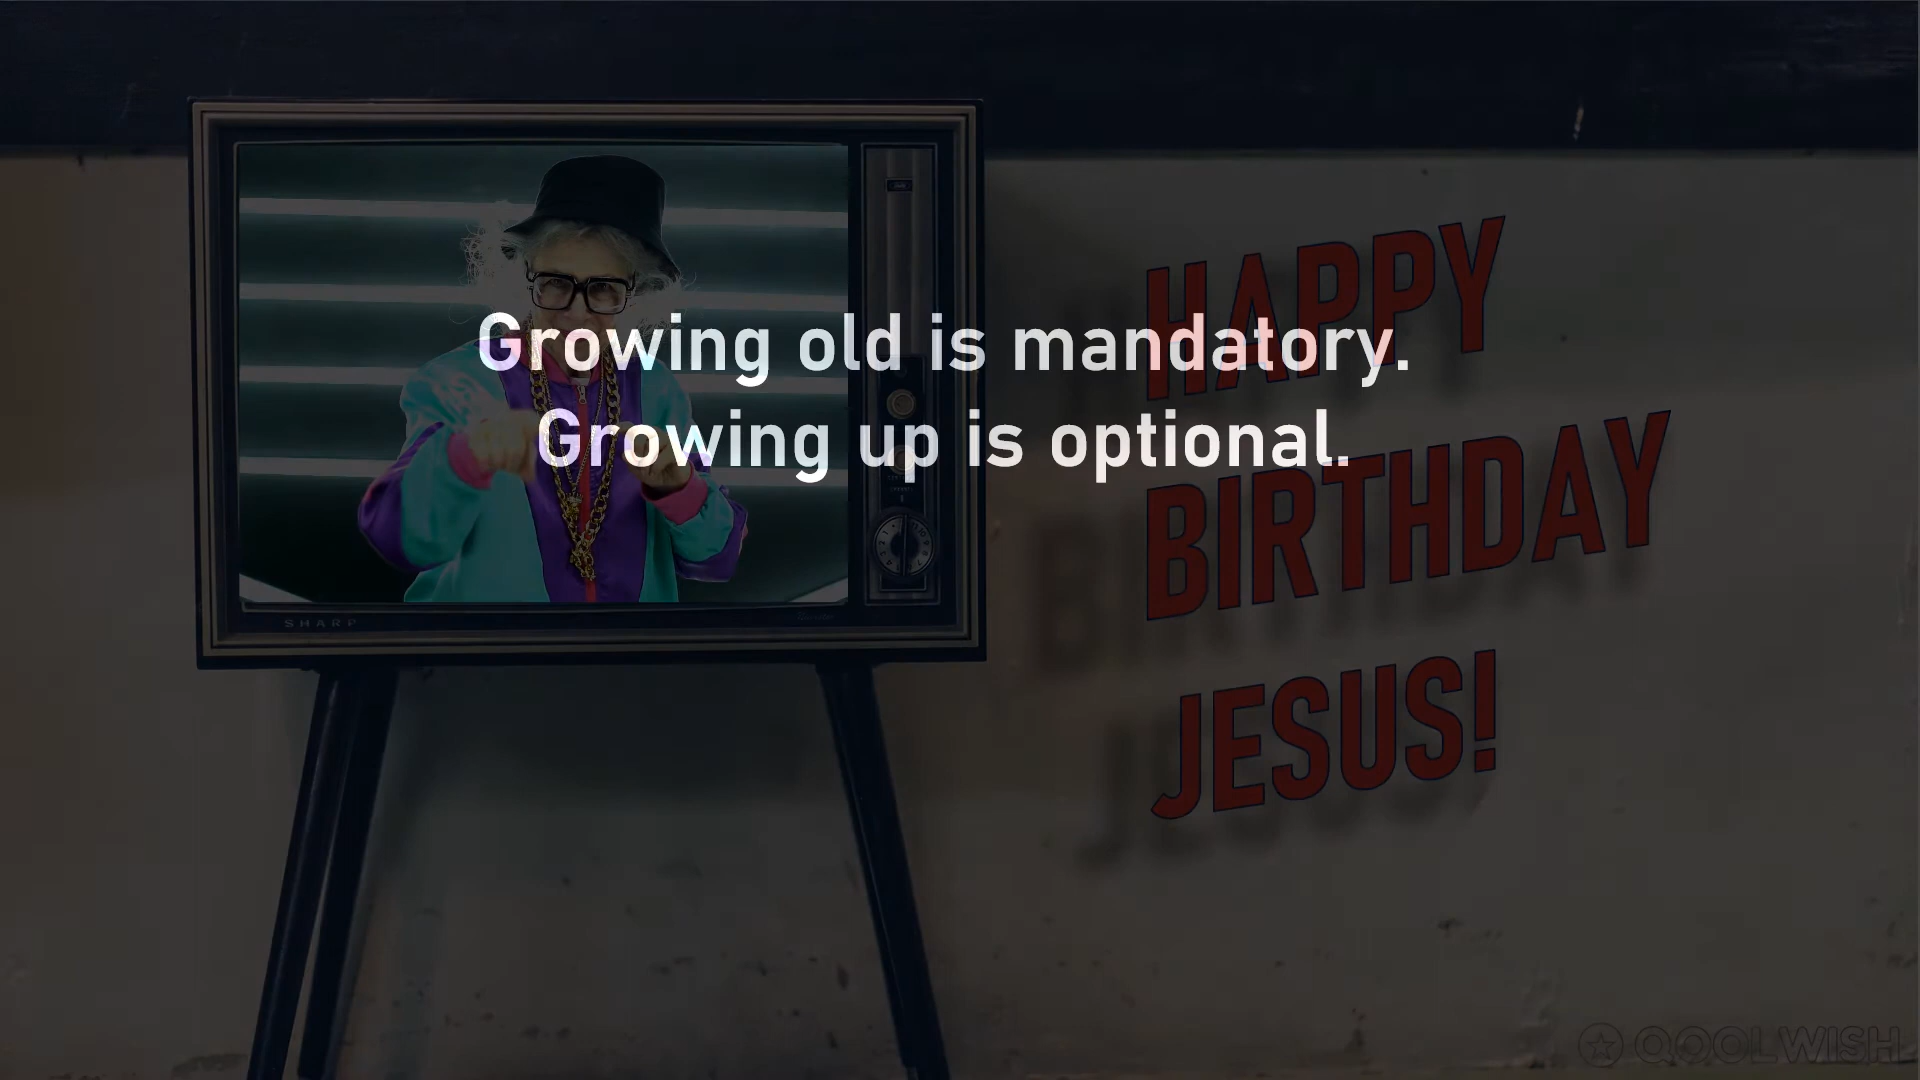 Growing old is mandatory.
Growing up is optional.
HAPPY
BIRTHDAY
JESUS!
SHARP
QOOLWISH